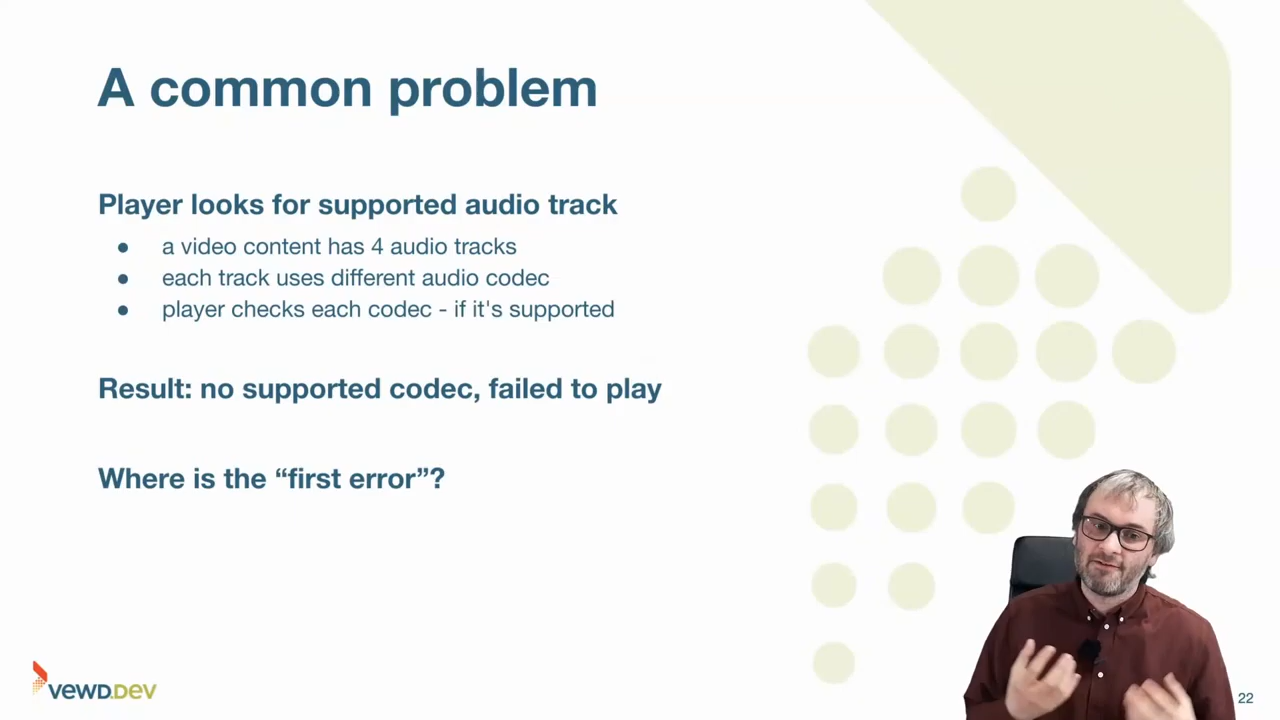 A common problem
Player looks for supported audio track
● a video content has 4 audio tracks
● each track uses different audio codec
● player checks each codec - if it's supported
Result: no supported codec, failed to play
Where is the “first error”?
VEWD.DEV
22